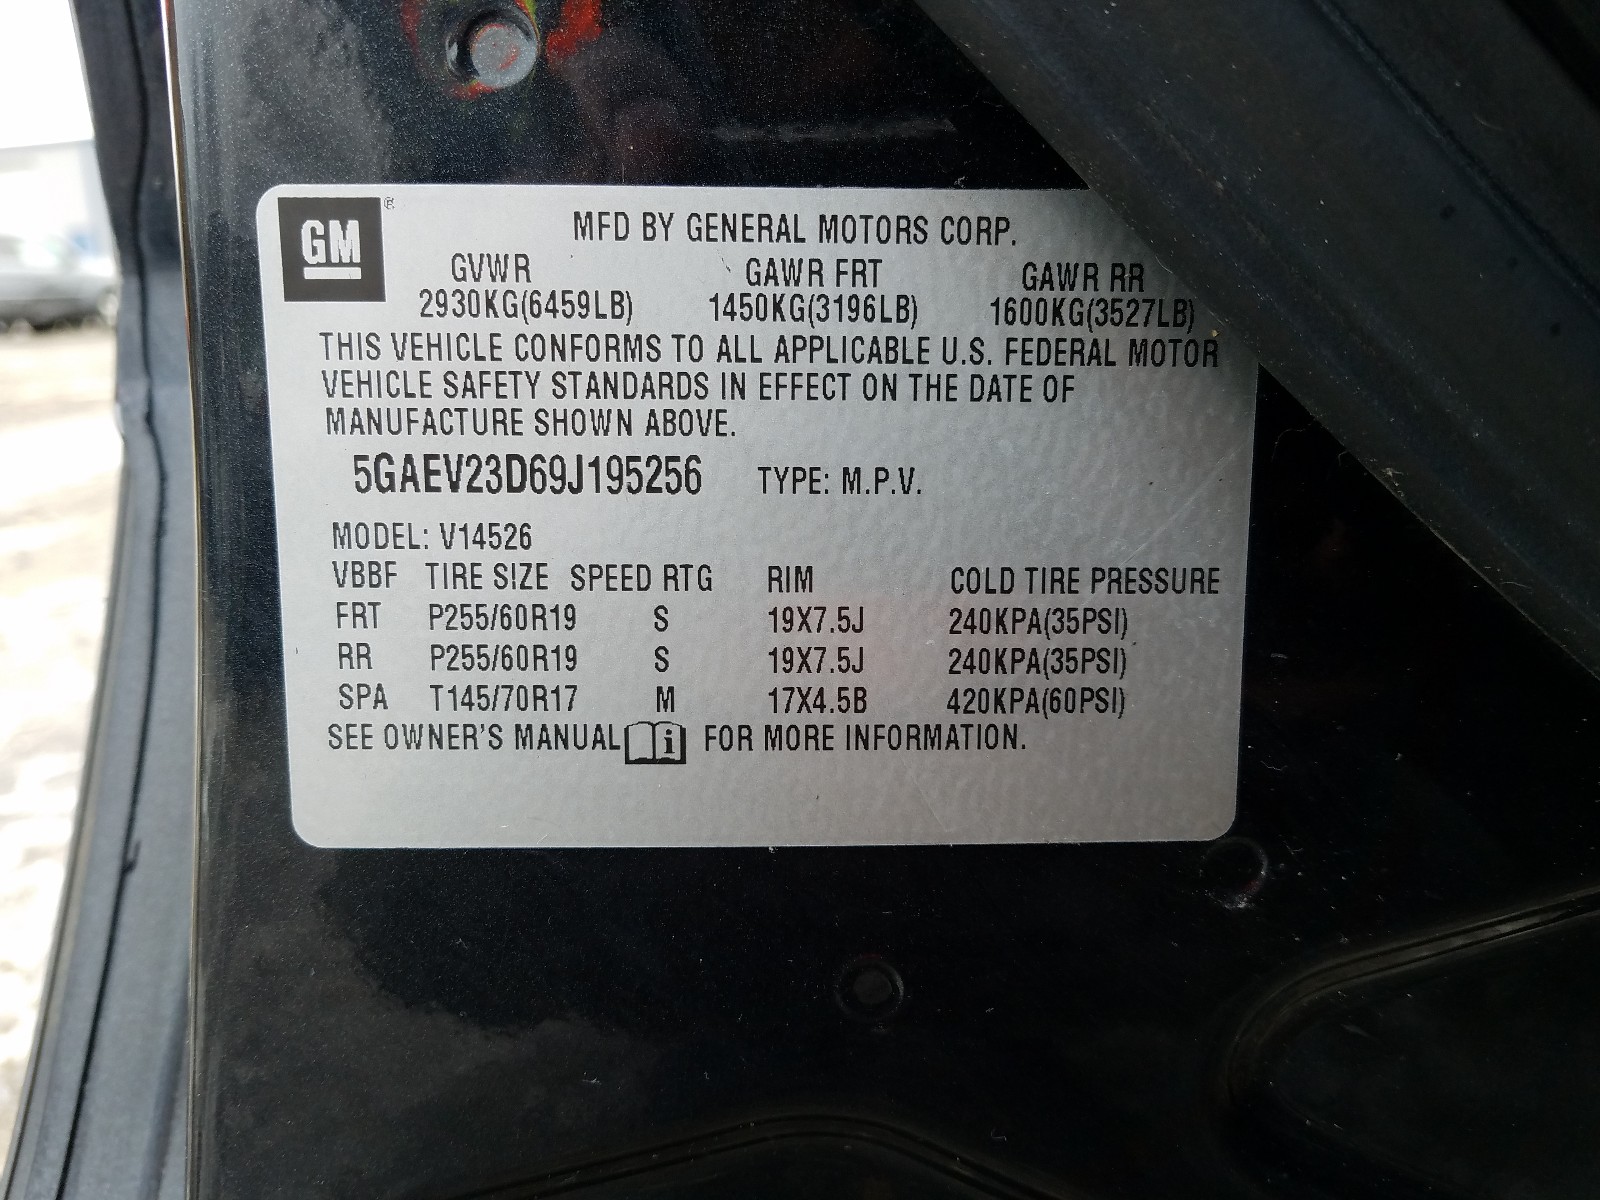 GM ®
MFD BY GENERAL MOTORS CORP.
GVWR GAWR FRT GAWR RR
2930KG(6459LB) 1450KG(3196LB) 1600KG(3527LB)
THIS VEHICLE CONFORMS TO ALL APPLICABLE U.S. FEDERAL MOTOR
VEHICLE SAFETY STANDARDS IN EFFECT ON THE DATE OF
MANUFACTURE SHOWN ABOVE.
5GAEV23D69J195256 TYPE: M.P.V.
MODEL: V14526
VBBF TIRE SIZE SPEED RTG RIM COLD TIRE PRESSURE
FRT P255/60R19 S 19X7.5J 240KPA(35PSI)
RR P255/60R19 S 19X7.5J 240KPA(35PSI)
SPA T145/70R17 M 17X4.5B 420KPA(60PSI)
SEE OWNER'S MANUAL i FOR MORE INFORMATION.